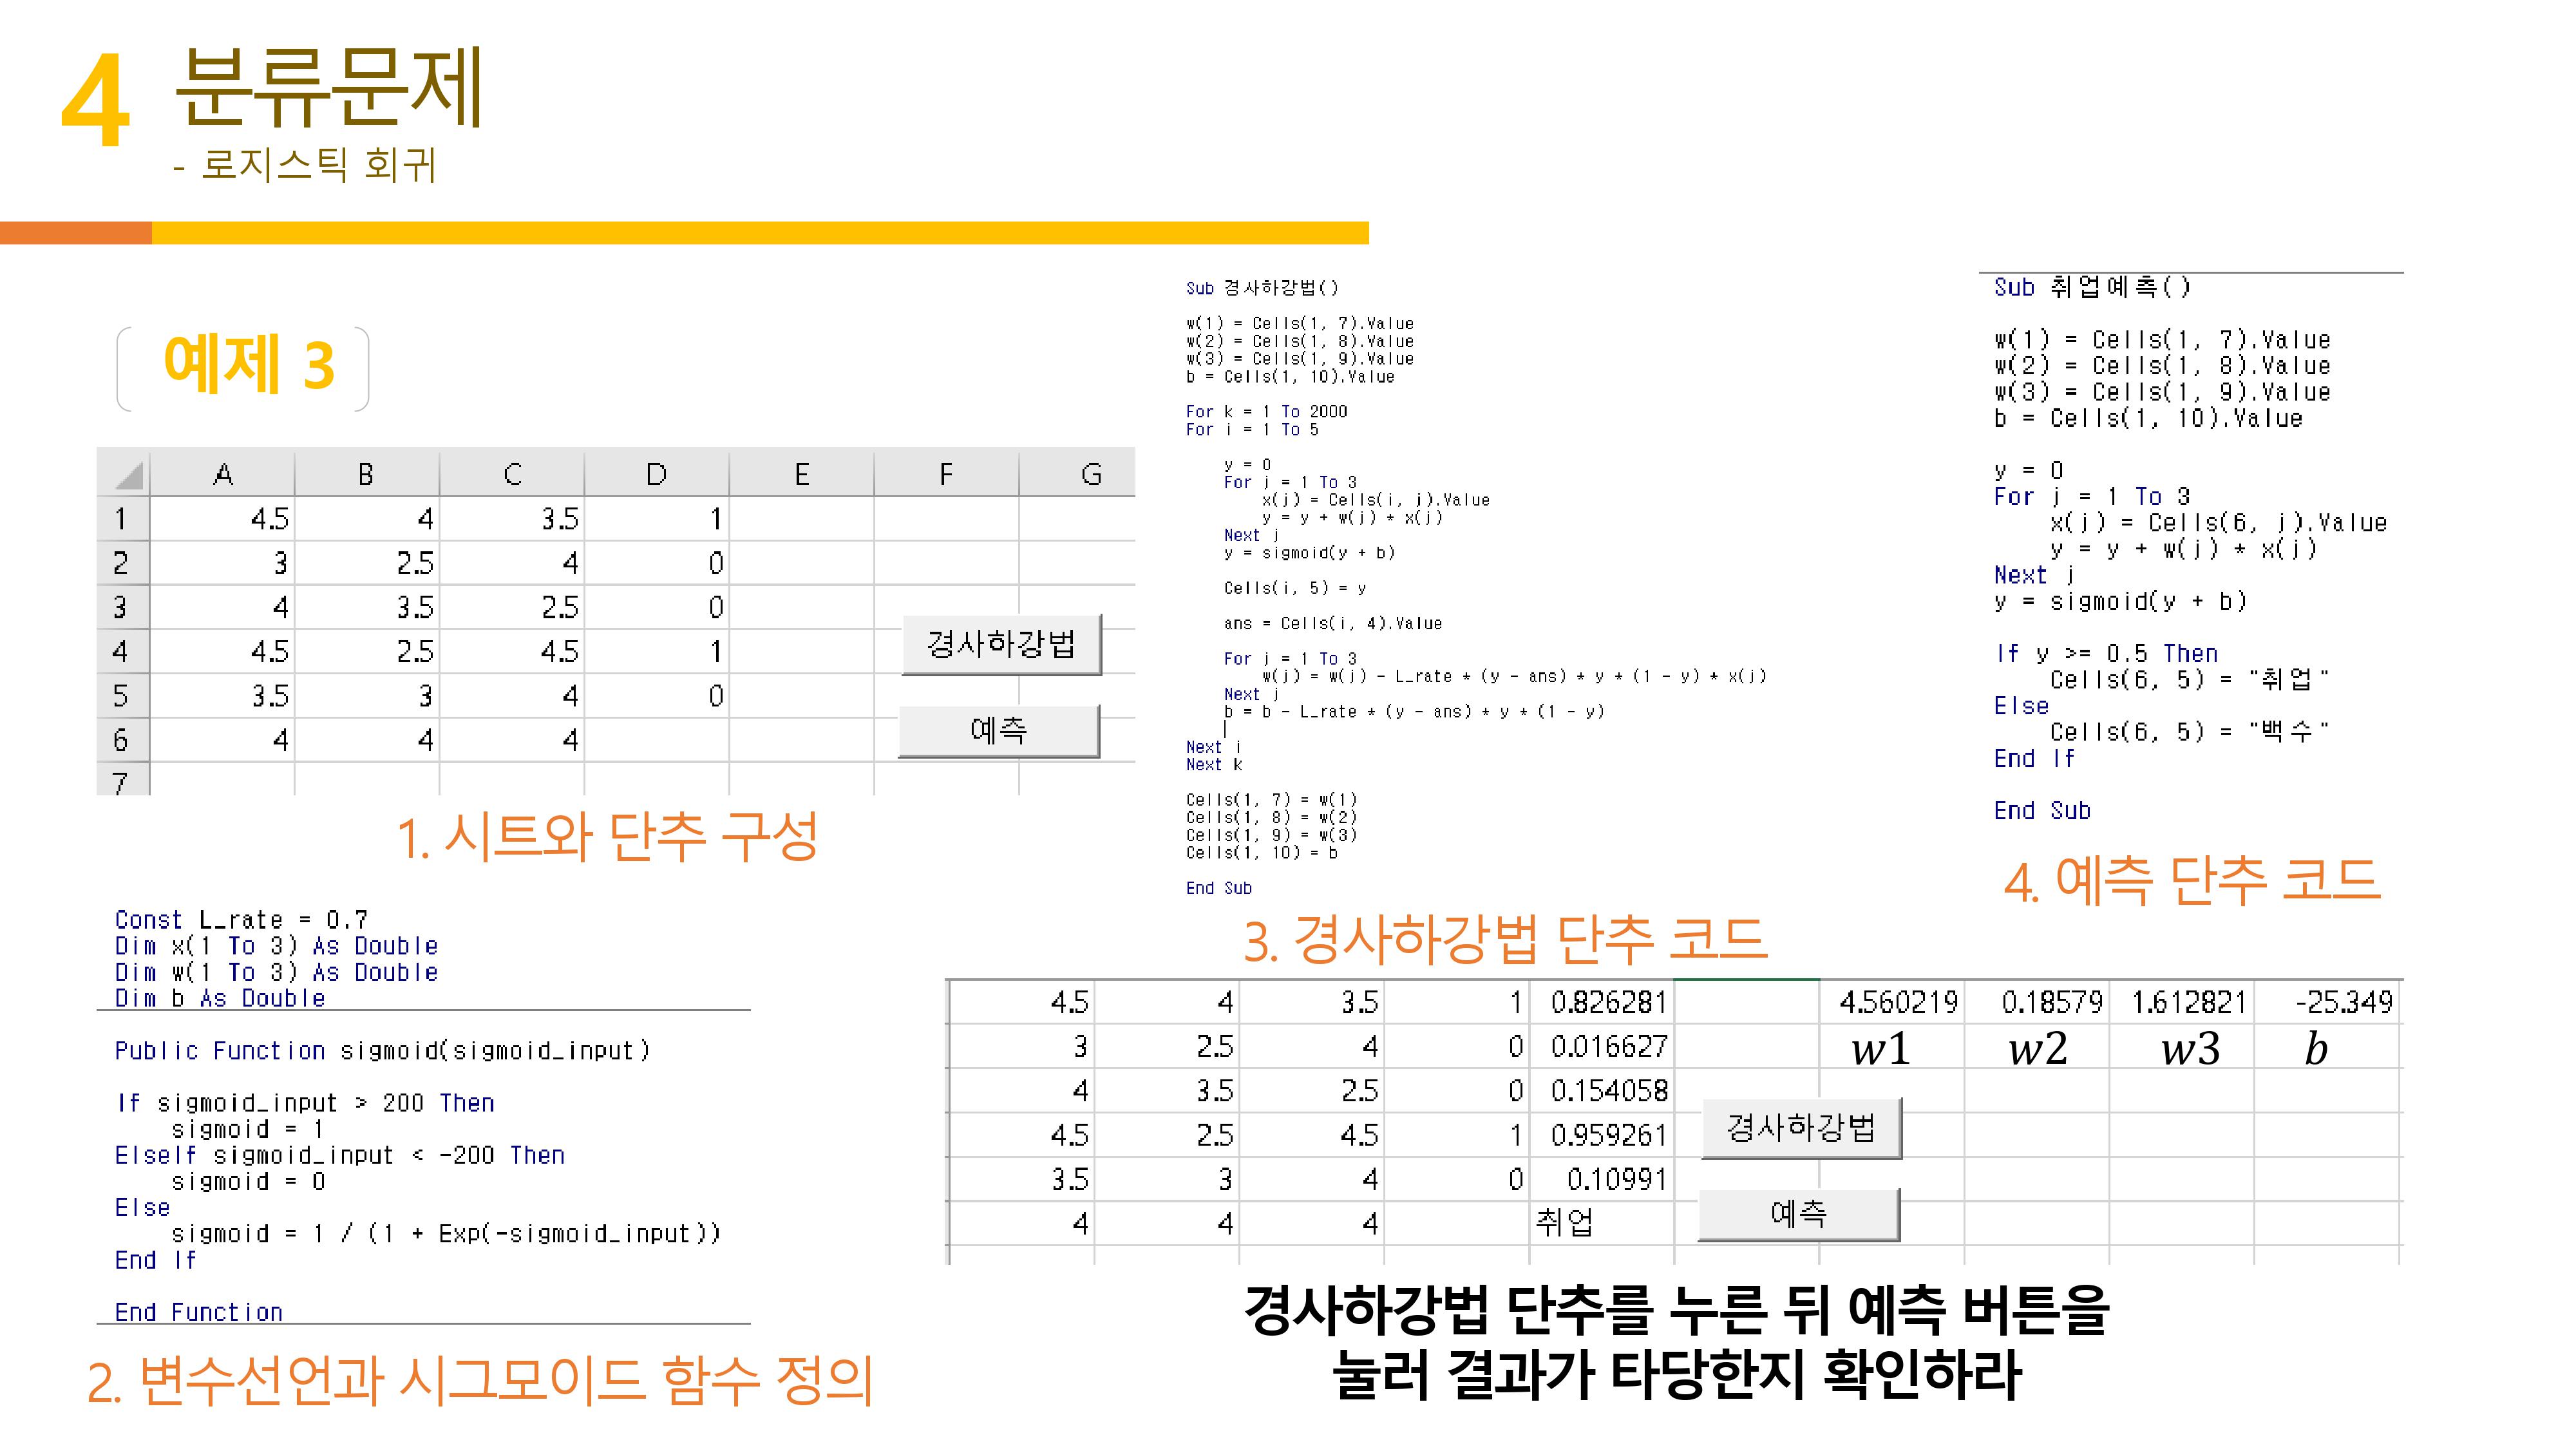 4 분류문제
- 로지스틱 회귀
예제 3
A B C D E F G
1 4.5 4 3.5 1
2 3 2.5 4 0
3 4 3.5 2.5 0
4 4.5 2.5 4.5 1
5 3.5 3 4 0
6 4 4 4
7
경사하강법
예측
1. 시트와 단추 구성
Const L_rate = 0.7
Dim x(1 To 3) As Double
Dim w(1 To 3) As Double
Dim b As Double
Public Function sigmoid(sigmoid_input)
If sigmoid_input > 200 Then
sigmoid = 1
ElseIf sigmoid_input < -200 Then
sigmoid = 0
Else
sigmoid = 1 / (1 + Exp(-sigmoid_input))
End If
End Function
2. 변수선언과 시그모이드 함수 정의
Sub 경사하강법()
w(1) = Cells(1, 7).Value
w(2) = Cells(1, 8).Value
w(3) = Cells(1, 9).Value
b = Cells(1, 10).Value
For k = 1 To 2000
For i = 1 To 5
y = 0
For j = 1 To 3
x(j) = Cells(i, j).Value
y = y + w(j) * x(j)
Next j
y = sigmoid(y + b)
Cells(i, 5) = y
ans = Cells(i, 4).Value
For j = 1 To 3
w(j) = w(j) - L_rate * (y - ans) * y * (1 - y) * x(j)
Next j
b = b - L_rate * (y - ans) * y * (1 - y)
Next i
Next k
Cells(1, 7) = w(1)
Cells(1, 8) = w(2)
Cells(1, 9) = w(3)
Cells(1, 10) = b
End Sub
3. 경사하강법 단추 코드
Sub 취업예측()
w(1) = Cells(1, 7).Value
w(2) = Cells(1, 8).Value
w(3) = Cells(1, 9).Value
b = Cells(1, 10).Value
y = 0
For j = 1 To 3
x(j) = Cells(6, j).Value
y = y + w(j) * x(j)
Next j
y = sigmoid(y + b)
If y >= 0.5 Then
Cells(6, 5) = "취업"
Else
Cells(6, 5) = "백수"
End If
End Sub
4. 예측 단추 코드
4.5 4 3.5 1 0.826281 4.560219 0.18579 1.612821 -25.349
3 2.5 4 0 0.016627 w1 w2 w3 b
4 3.5 2.5 0 0.154058
4.5 2.5 4.5 1 0.959261 경사하강법
3.5 3 4 0 0.10991
4 4 4 취업 예측
경사하강법 단추를 누른 뒤 예측 버튼을
눌러 결과가 타당한지 확인하라